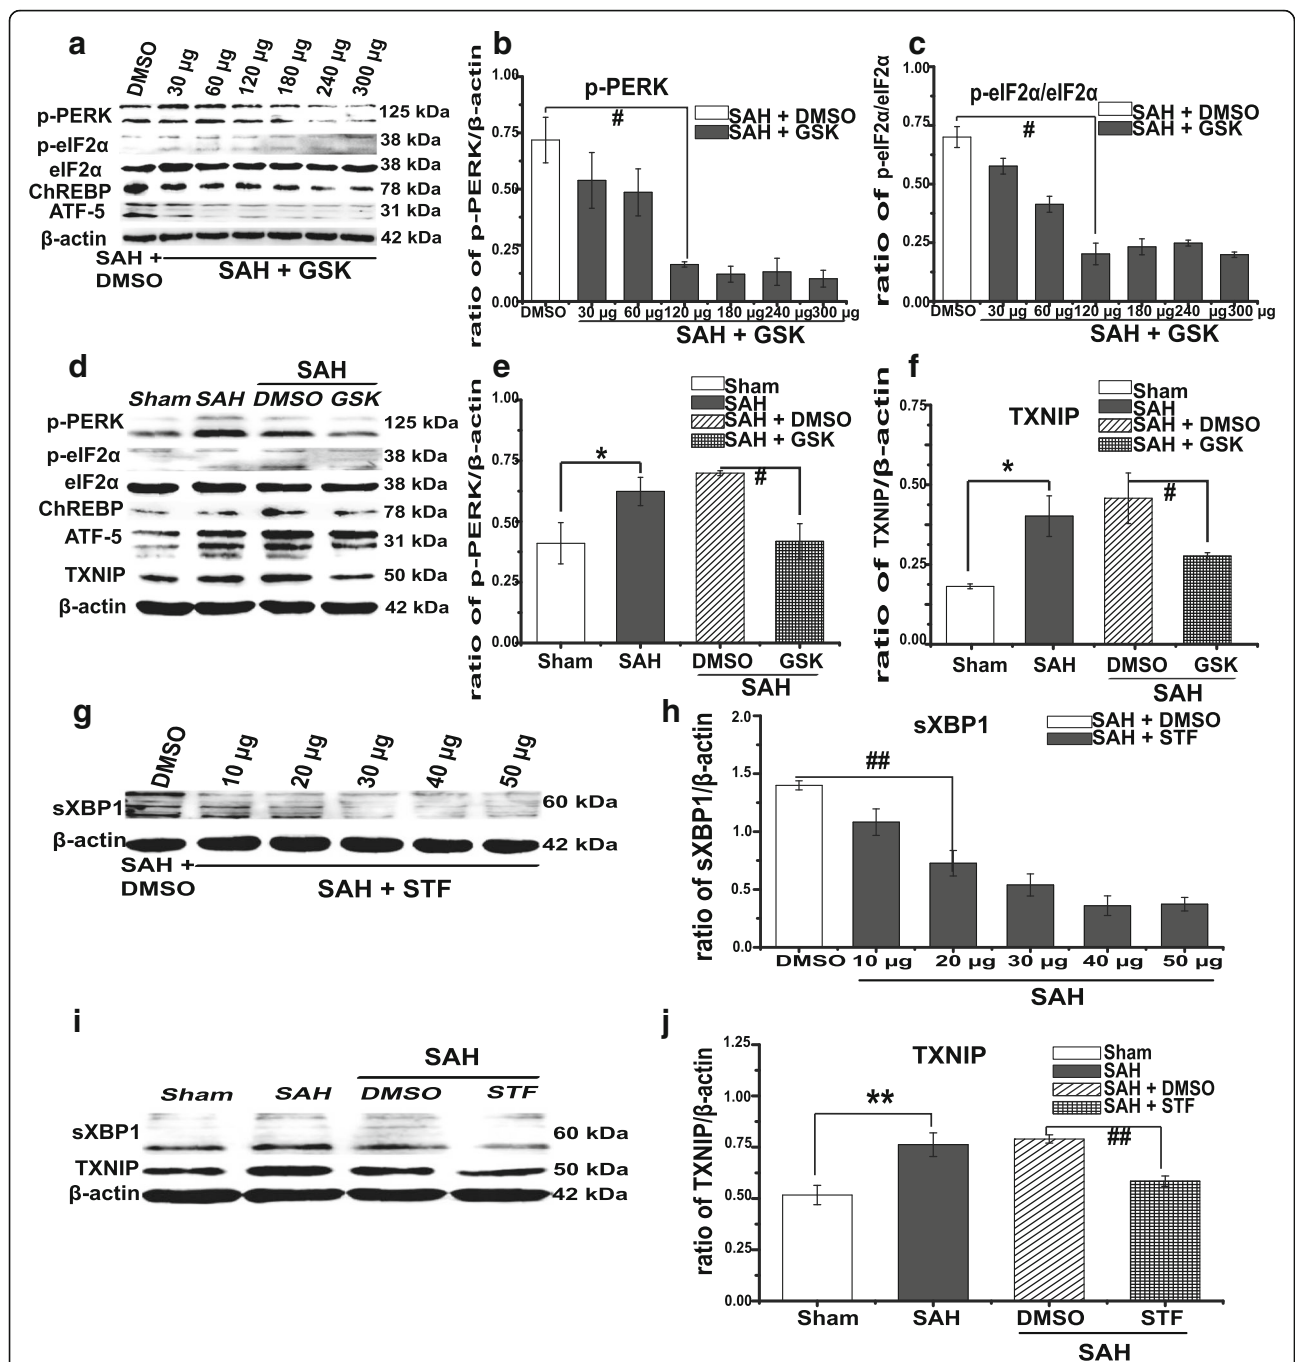 a
DMSO 30 µg 60 µg 120 µg 180 µg 240 µg 300 µg
p-PERK 125 kDa
p-eIF2α 38 kDa
eIF2α 38 kDa
ChREBP 78 kDa
ATF-5 31 kDa
β-actin 42 kDa
SAH + DMSO
SAH + GSK
b
p-PERK
ratio of p-PERK/β-actin
1.00
0.75
0.50
0.25
0.00
#
SAH + DMSO
SAH + GSK
DMSO 30 µg 60 µg 120 µg 180 µg 240 µg 300 µg
SAH + GSK
c
p-eIF2α/eIF2α
ratio of p-eIF2α/eIF2α
1.00
0.75
0.50
0.25
0.00
#
SAH + DMSO
SAH + GSK
DMSO 30 µg 60 µg 120 µg 180 µg 240 µg 300 µg
SAH + GSK
d
SAH
Sham SAH DMSO GSK
p-PERK 125 kDa
p-eIF2α 38 kDa
eIF2α 38 kDa
ChREBP 78 kDa
ATF-5 31 kDa
TXNIP 50 kDa
β-actin 42 kDa
e
ratio of p-PERK/β-actin
1.00
0.75
0.50
0.25
0.00
Sham
SAH
SAH + DMSO
SAH + GSK
* #
Sham SAH DMSO GSK
SAH
f
TXNIP
ratio of TXNIP/β-actin
0.75
0.50
0.25
0.00
Sham
SAH
SAH + DMSO
SAH + GSK
* #
Sham SAH DMSO GSK
SAH
g
DMSO 10 µg 20 µg 30 µg 40 µg 50 µg
sXBP1 60 kDa
β-actin 42 kDa
SAH + DMSO
SAH + STF
h
sXBP1
ratio of sXBP1/β-actin
2.0
1.5
1.0
0.5
0.0
##
SAH + DMSO
SAH + STF
DMSO 10 µg 20 µg 30 µg 40 µg 50 µg
SAH
i
SAH
Sham SAH DMSO STF
sXBP1 60 kDa
TXNIP 50 kDa
β-actin 42 kDa
j
TXNIP
ratio of TXNIP/β-actin
1.25
1.00
0.75
0.50
0.25
0.00
Sham
SAH
SAH + DMSO
SAH + STF
** ##
Sham SAH DMSO STF
SAH